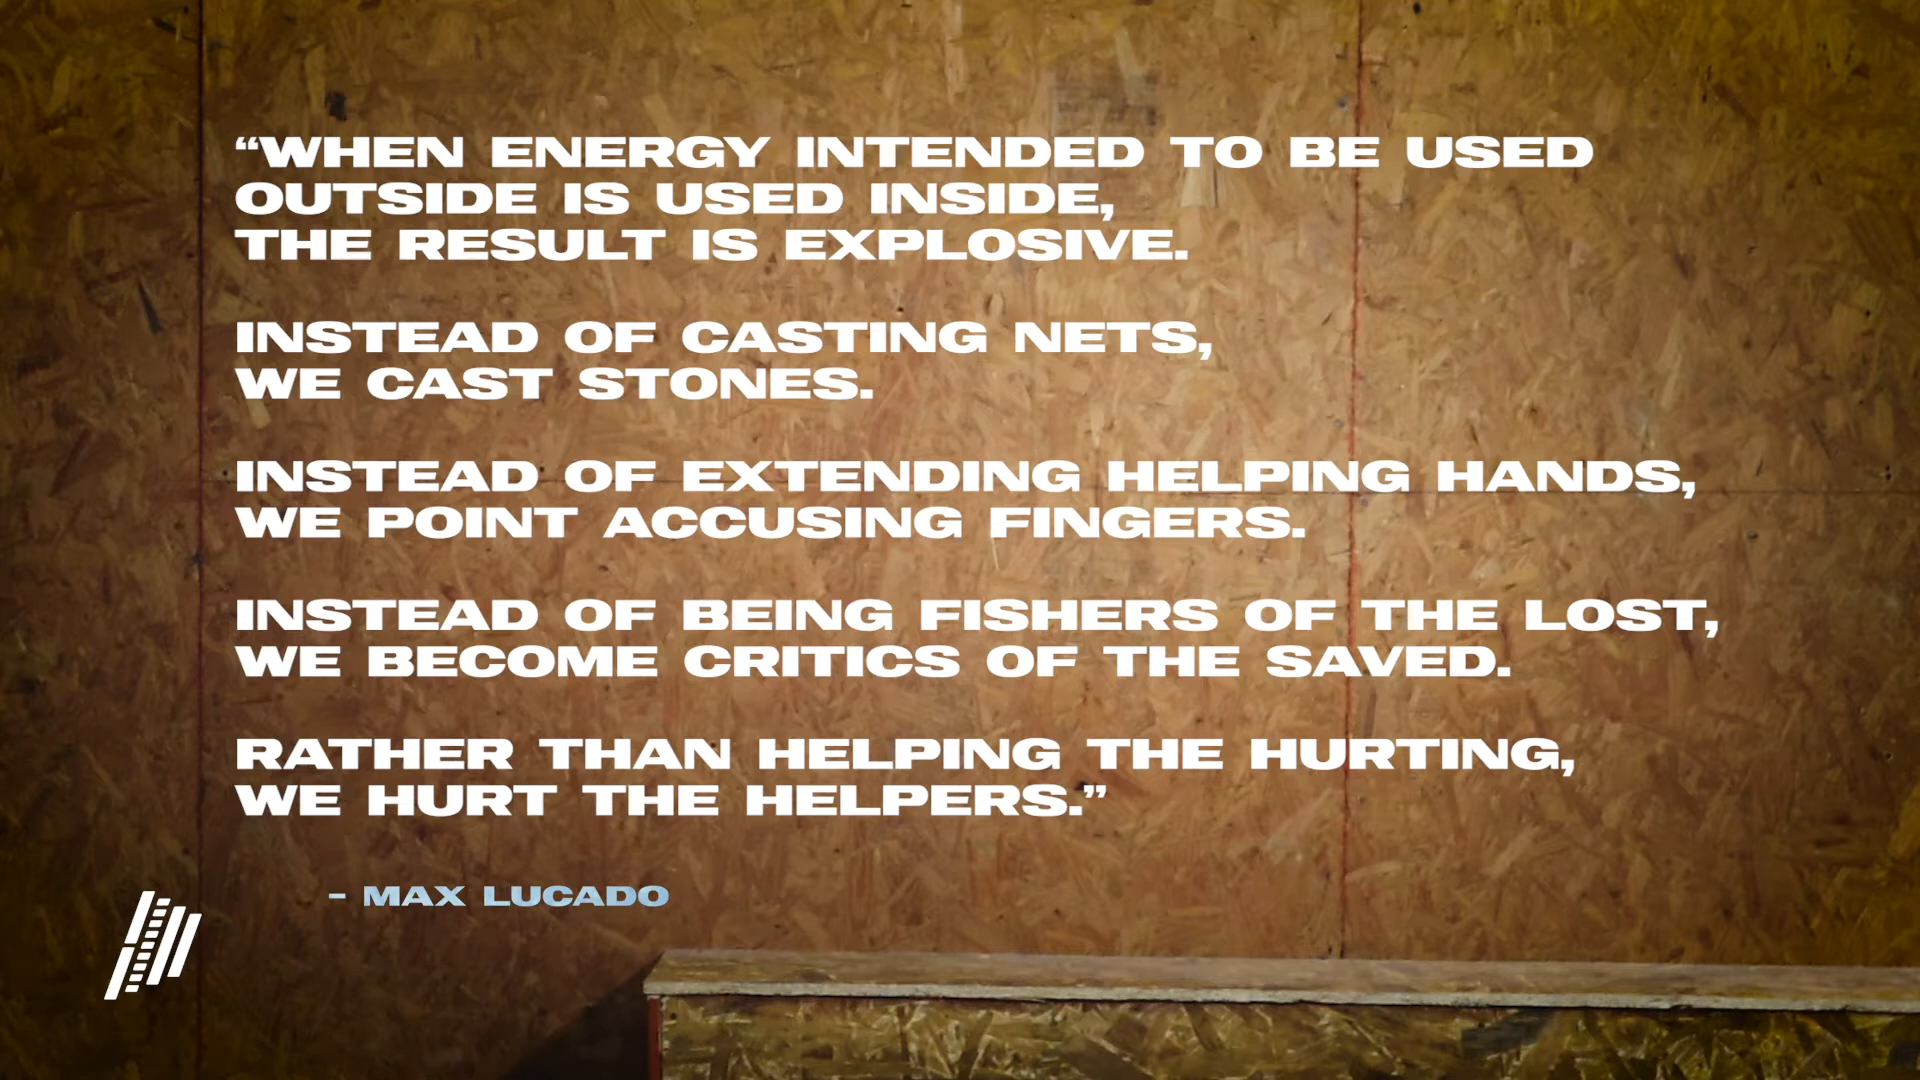 “WHEN ENERGY INTENDED TO BE USED
OUTSIDE IS USED INSIDE,
THE RESULT IS EXPLOSIVE.
INSTEAD OF CASTING NETS,
WE CAST STONES.
INSTEAD OF EXTENDING HELPING HANDS,
WE POINT ACCUSING FINGERS.
INSTEAD OF BEING FISHERS OF THE LOST,
WE BECOME CRITICS OF THE SAVED.
RATHER THAN HELPING THE HURTING,
WE HURT THE HELPERS.”
- MAX LUCADO